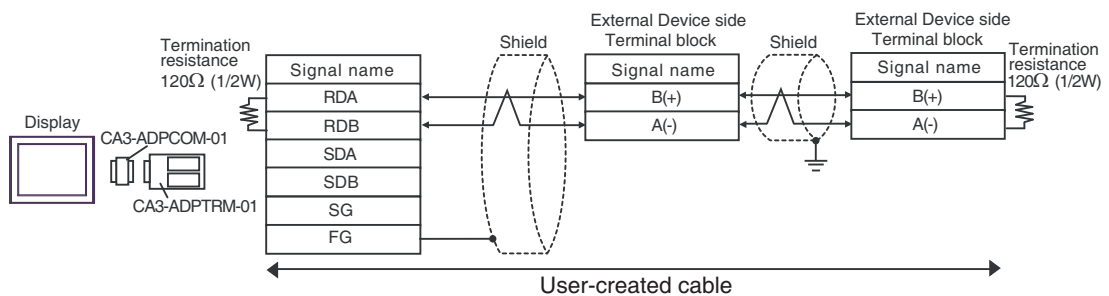 External Device side
Terminal block
External Device side
Terminal block
Termination
resistance
120Ω (1/2W)
Shield
Shield
Termination
resistance
120Ω (1/2W)
Signal name
RDA
RDB
SDA
SDB
SG
FG
Signal name
B(+)
A(-)
Signal name
B(+)
A(-)
Display
CA3-ADPCOM-01
CA3-ADPTRM-01
User-created cable